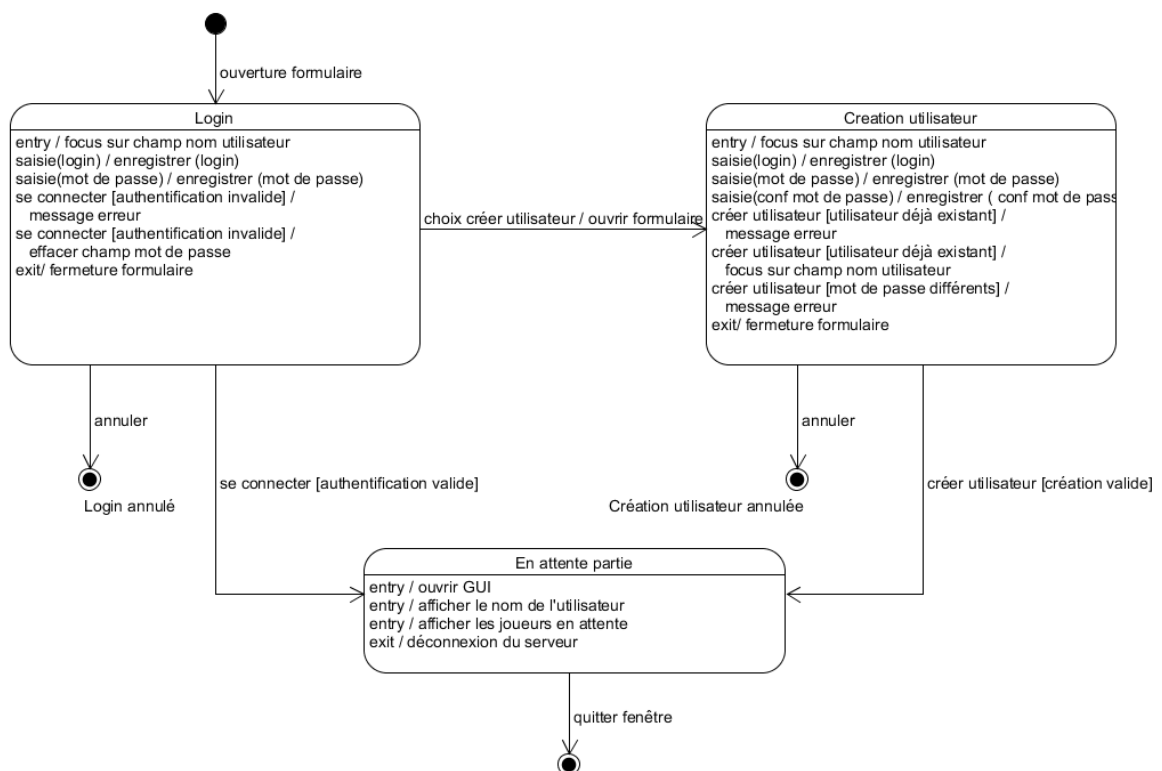 ouverture formulaire
Login
entry / focus sur champ nom utilisateur
saisie(login) / enregistrer (login)
saisie(mot de passe) / enregistrer (mot de passe)
se connecter [authentification invalide] /
message erreur
se connecter [authentification invalide] /
effacer champ mot de passe
exit/ fermeture formulaire
choix créer utilisateur / ouvrir formulaire
Creation utilisateur
entry / focus sur champ nom utilisateur
saisie(login) / enregistrer (login)
saisie(mot de passe) / enregistrer (mot de passe)
saisie(conf mot de passe) / enregistrer ( conf mot de pass
créer utilisateur [utilisateur déjà existant] /
message erreur
créer utilisateur [utilisateur déjà existant] /
focus sur champ nom utilisateur
créer utilisateur [mot de passe différents] /
message erreur
exit/ fermeture formulaire
annuler
Login annulé
se connecter [authentification valide]
annuler
Création utilisateur annulée
créer utilisateur [création valide]
En attente partie
entry / ouvrir GUI
entry / afficher le nom de l'utilisateur
entry / afficher les joueurs en attente
exit / déconnexion du serveur
quitter fenêtre